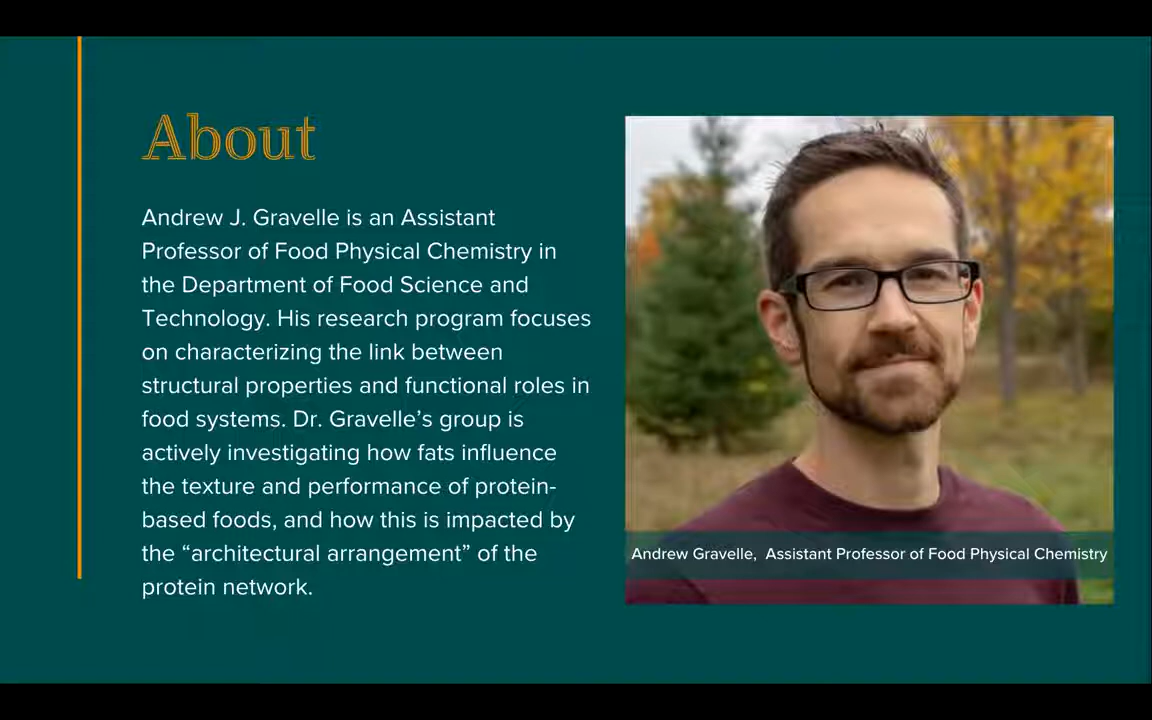 About
Andrew J. Gravelle is an Assistant
Professor of Food Physical Chemistry in
the Department of Food Science and
Technology. His research program focuses
on characterizing the link between
structural properties and functional roles in
food systems. Dr. Gravelle’s group is
actively investigating how fats influence
the texture and performance of protein-
based foods, and how this is impacted by
the “architectural arrangement” of the
protein network.
Andrew Gravelle,  Assistant Professor of Food Physical Chemistry